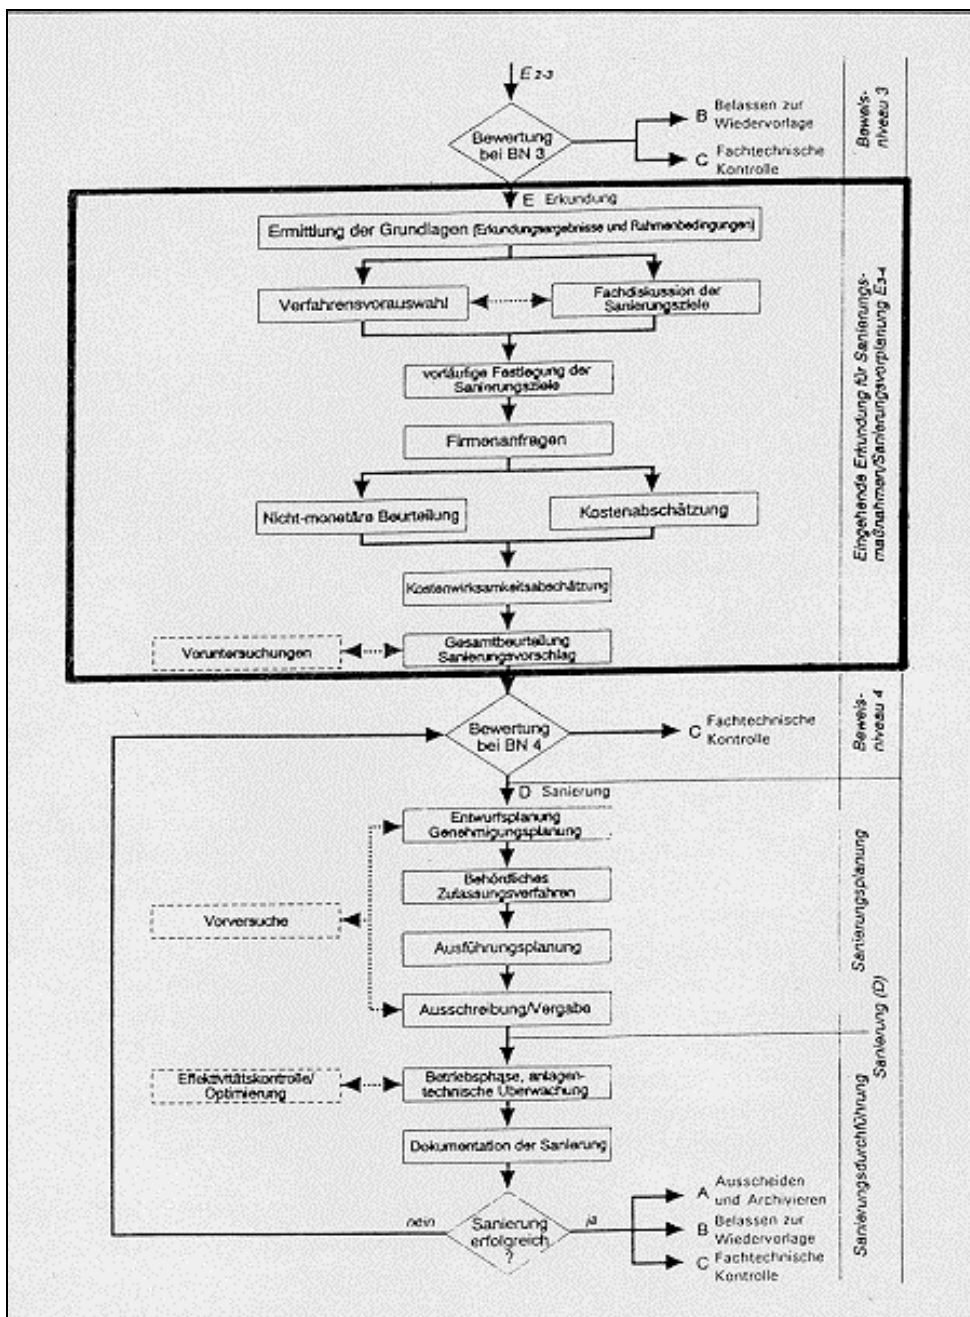 E 2-3
Bewertung
bei BN 3
B Belassen zur
Wiedervorlage
C Fachtechnische
Kontrolle
Beweis-
niveau 3
E Erkundung
Ermittlung der Grundlagen (Erkundungsergebnisse und Rahmenbedingungen)
Verfahrensvorauswahl
Fachdiskussion der
Sanierungsziele
vorläufige Festlegung der
Sanierungsziele
Firmenanfragen
Nicht-monetäre Beurteilung
Kostenabschätzung
Kostenwirksamkeitsabschätzung
Voruntersuchungen
Gesamtbeurteilung
Sanierungsvorschlag
Eingehende Erkundung für Sanierungs-
maßnahmen/Sanierungsvorplanung E3-4
Bewertung
bei BN 4
C Fachtechnische
Kontrolle
Beweis-
niveau 4
D Sanierung
Entwurfsplanung
Genehmigungsplanung
Behördliches
Zulassungsverfahren
Vorversuche
Ausführungsplanung
Ausschreibung/Vergabe
Sanierungsplanung
Sanierung (D)
Effektivitätskontrolle/
Optimierung
Betriebsphase, anlagen-
technische Überwachung
Dokumentation der Sanierung
Sanierungsdurchführung
nein
Sanierung
erfolgreich
?
ja
A Ausscheiden
und Archivieren
B Belassen zur
Wiedervorlage
C Fachtechnische
Kontrolle